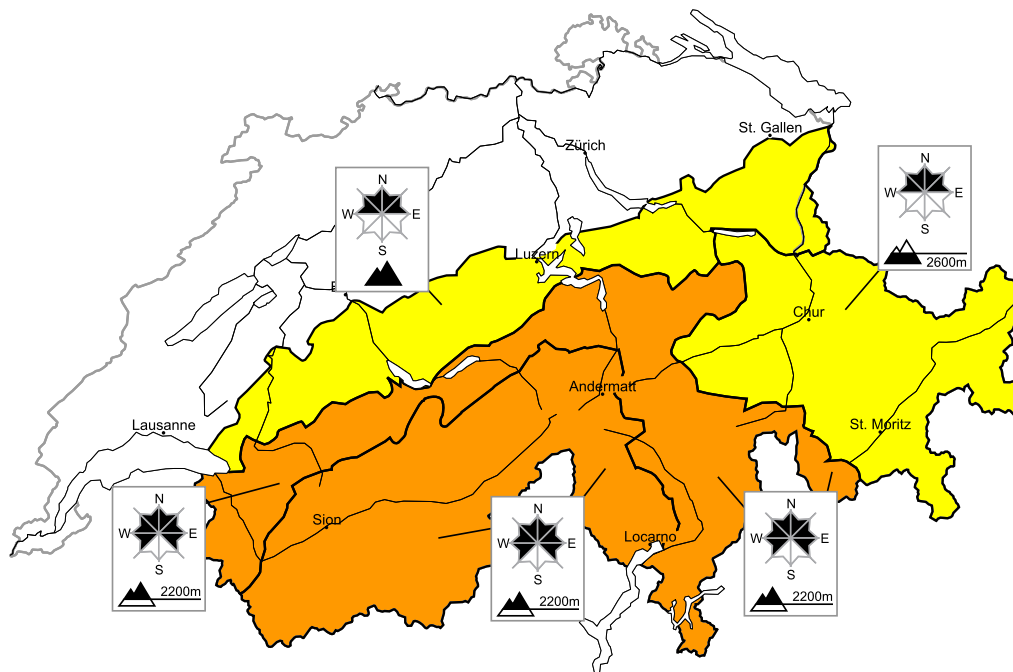 St. Gallen
Zürich
N
W E
S
N
W E
S
2600m
Luzern
Chur
Andermatt
Lausanne
St. Moritz
N
W E
S
2200m
Sion
N
W E
S
2200m
Locarno
N
W E
S
2200m